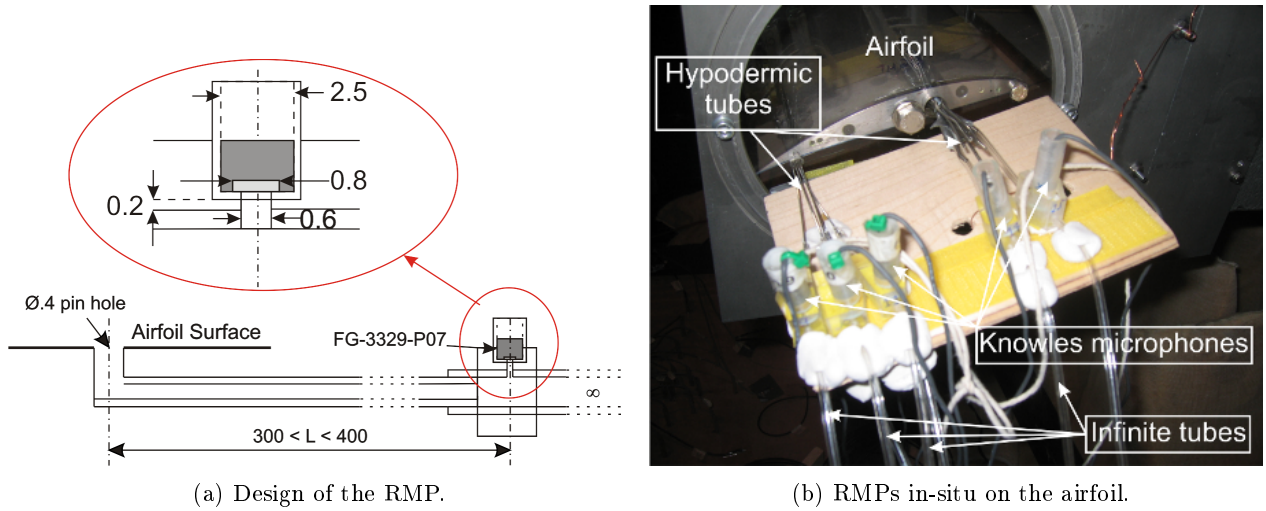 2.5
0.8
0.2
0.6
Ø.4 pin hole
Airfoil Surface
FG-3329-P07
∞
300 < L < 400
(a) Design of the RMP.
Airfoil
Hypodermic
tubes
Knowles microphones
Infinite tubes
(b) RMPs in-situ on the airfoil.